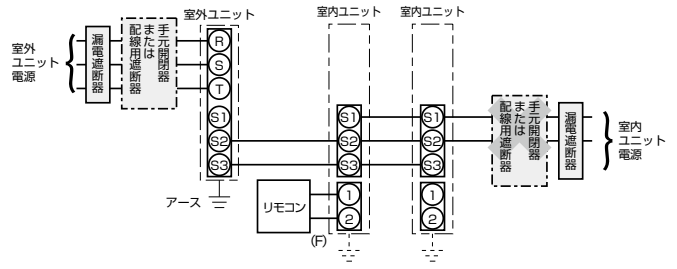 室外
ユニット
電源
漏電遮断器
手元開閉器
または
配線用遮断器
室外ユニット
R
S
T
S1
S2
S3
アース
室内ユニット
S1
S2
S3
1
2
リモコン
(F)
室内ユニット
S1
S2
S3
1
2
手元開閉器
または
配線用遮断器
漏電遮断器
室内
ユニット
電源